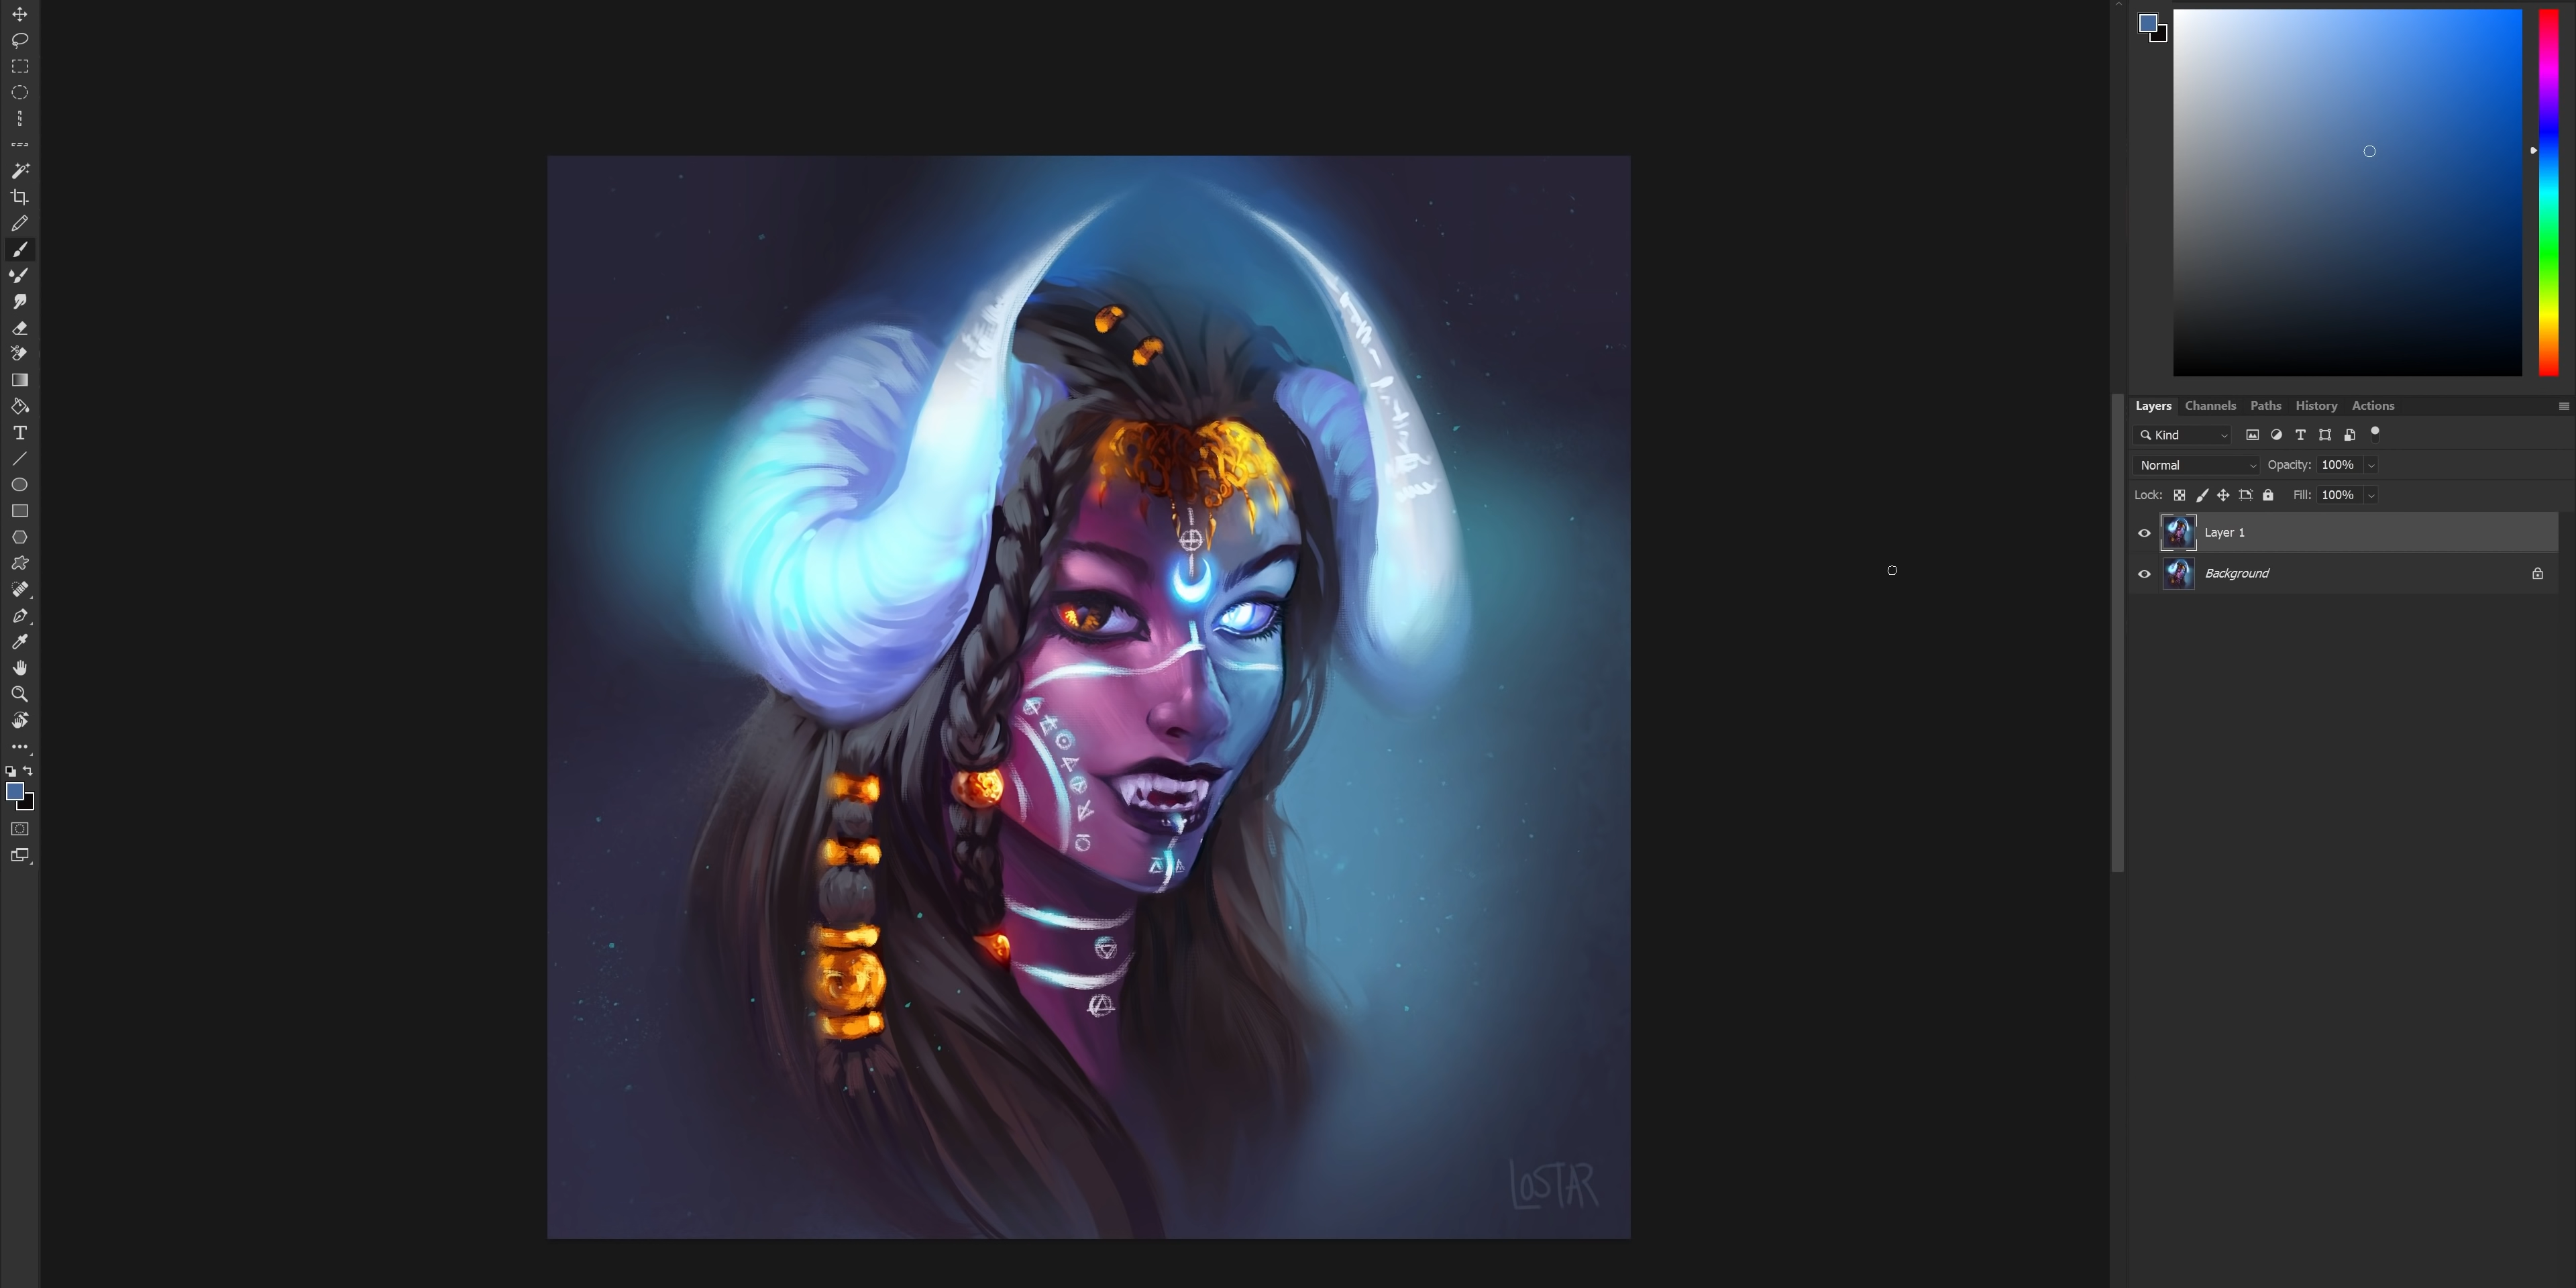 Layers Channels Paths History Actions
Kind
Normal Opacity: 100%
Lock: Fill: 100%
Layer 1
Background
LOSTAR